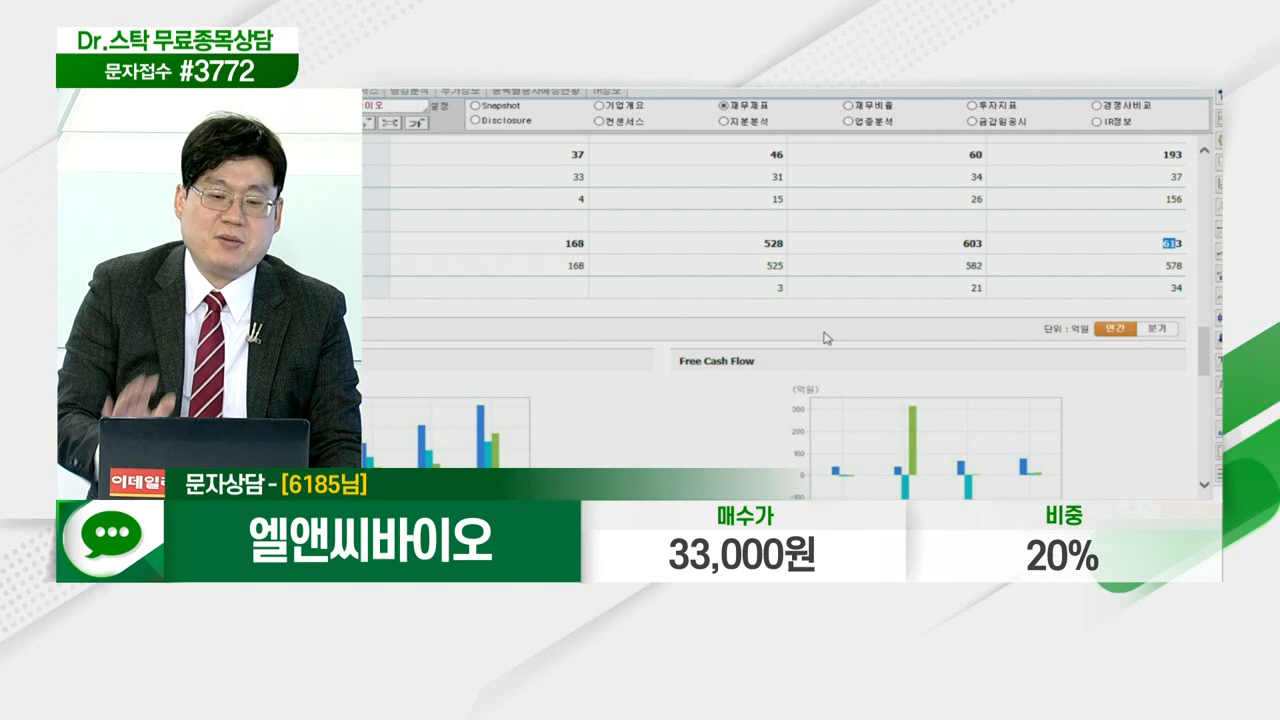 Dr.스탁 무료종목상담
문자접수 #3772
이오
설정
Snapshot
기업개요
재무제표
재무비율
투자지표
경쟁사비교
Disclosure
컨센서스
지분분석
업종분석
금감원공시
IR정보
37 46 60 193
33 31 34 37
4 15 26 156
168 528 603 613
168 525 582 578
3 21 34
단위 : 억원 연간 분기
Free Cash Flow
(억원)
300
200
100
0
-100
이데일리
문자상담 - [6185님]
엘앤씨바이오
매수가
33,000원
비중
20%